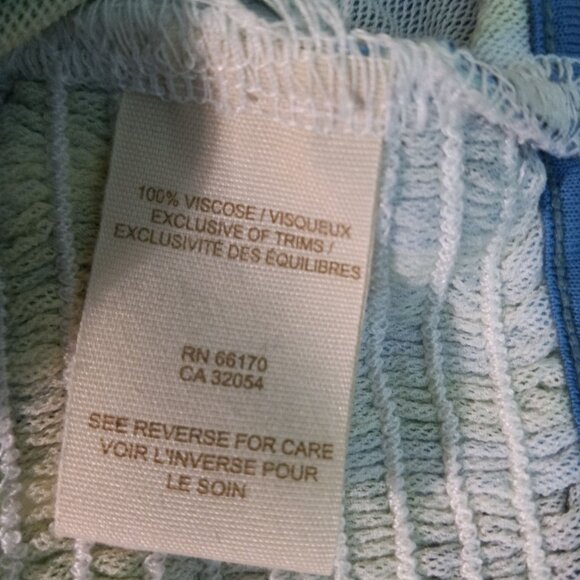 100% VISCOSE / VISQUEUX
EXCLUSIVE OF TRIMS /
EXCLUSIVITÉ DES ÉQUILIBRES
RN 66170
CA 32054
SEE REVERSE FOR CARE
VOIR L'INVERSE POUR
LE SOIN